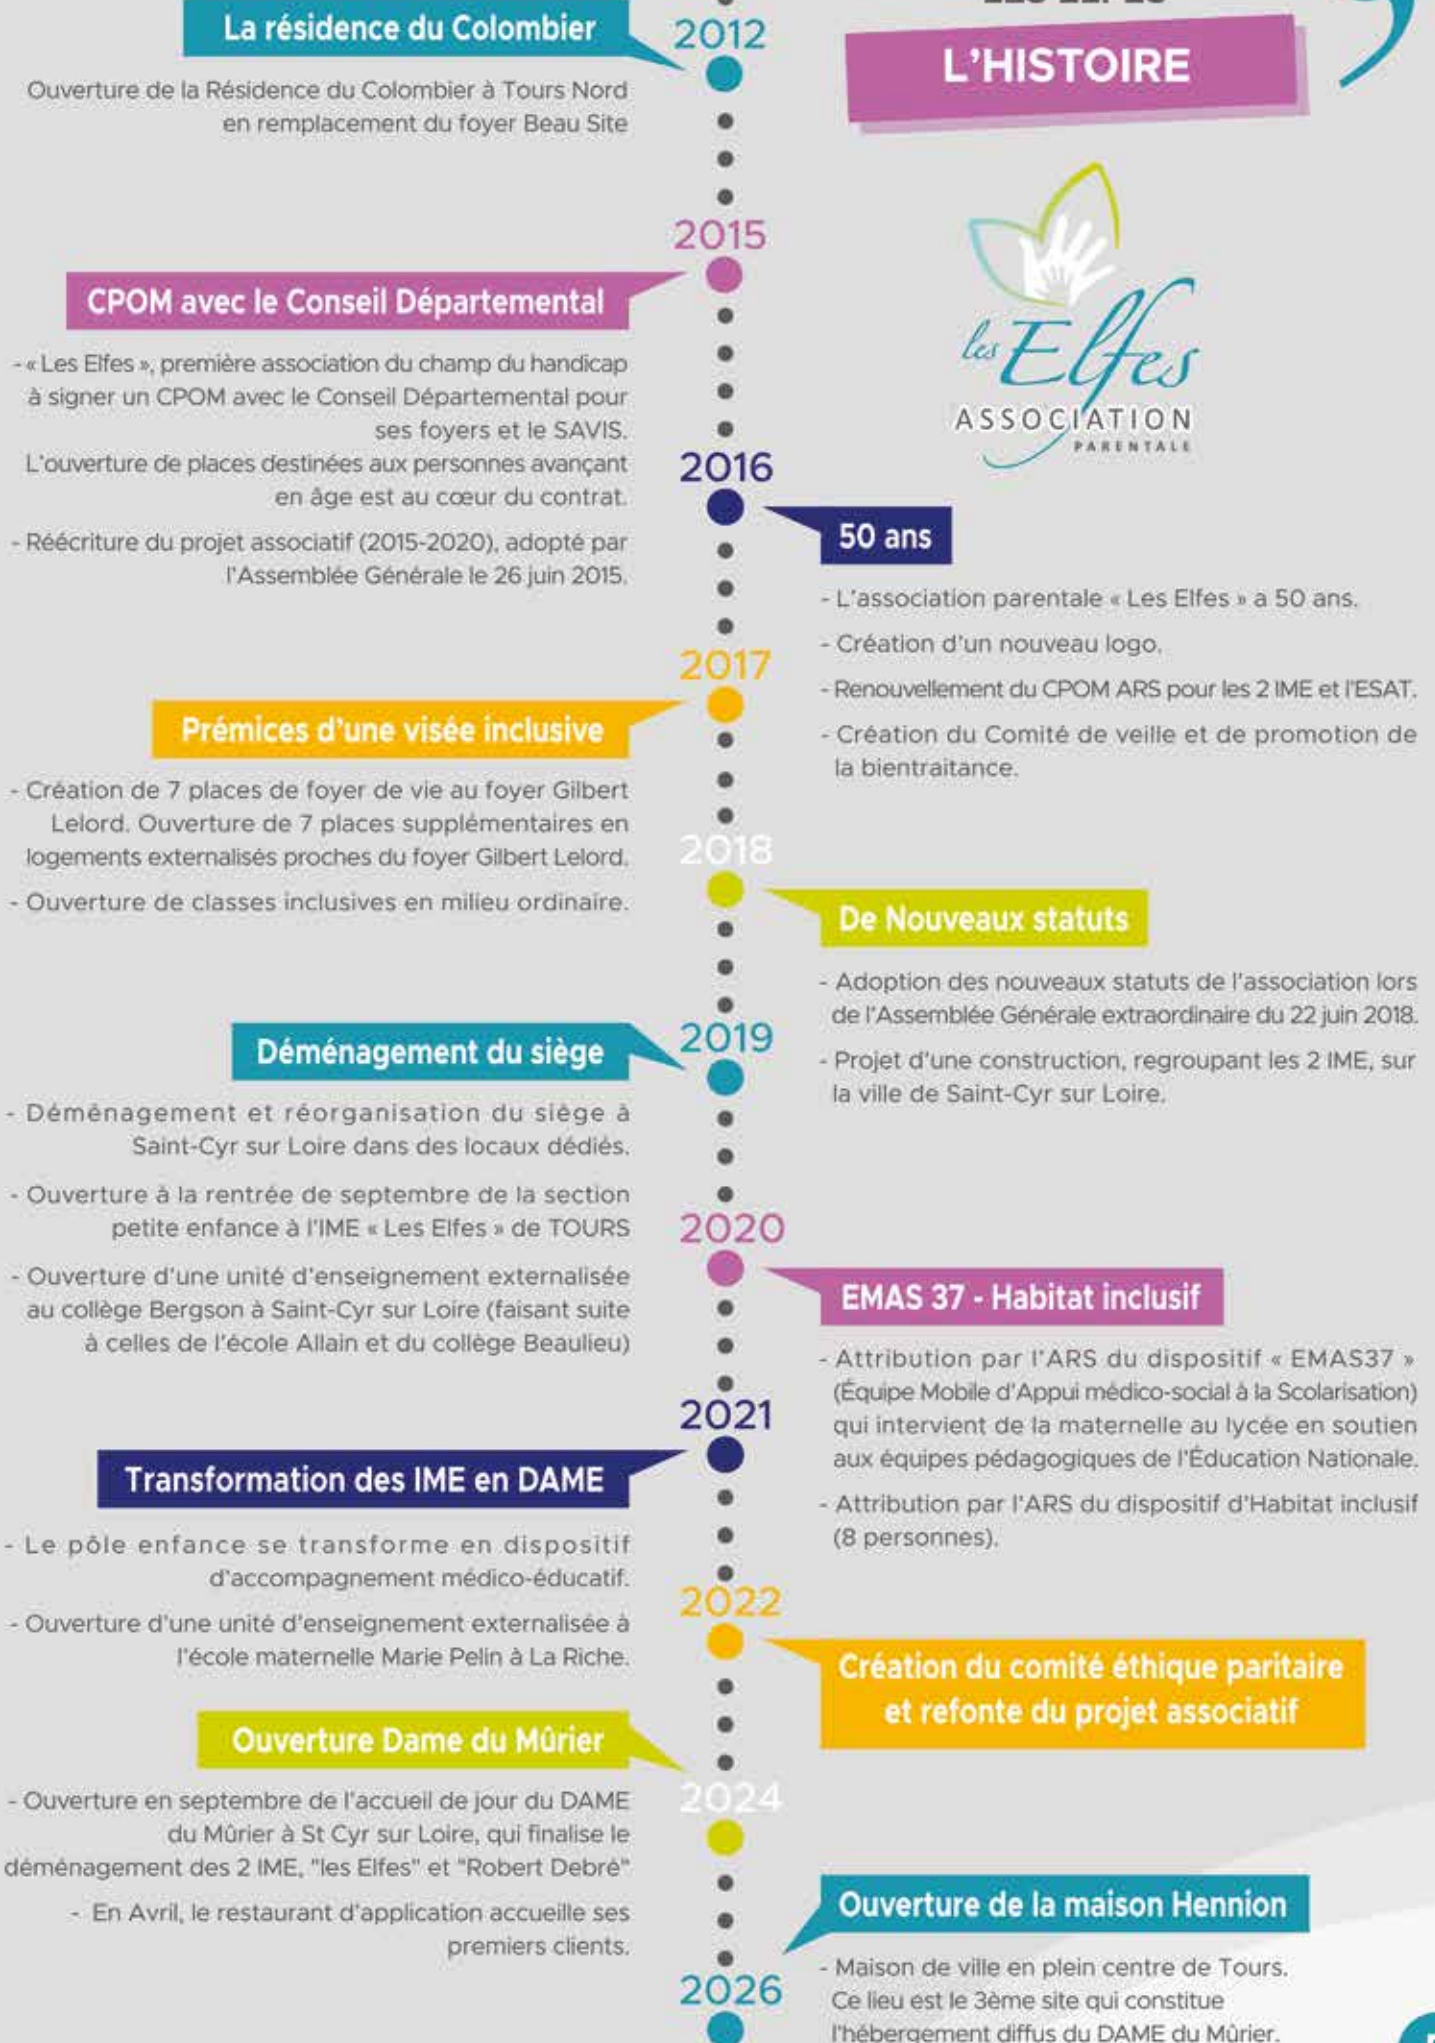 La résidence du Colombier
2012
Ouverture de la Résidence du Colombier à Tours Nord
en remplacement du foyer Beau Site
L'HISTOIRE
les Elfes
ASSOCIATION
PARENTALE
2015
CPOM avec le Conseil Départemental
- « Les Elfes », première association du champ du handicap
à signer un CPOM avec le Conseil Départemental pour
ses foyers et le SAVIS.
L'ouverture de places destinées aux personnes avançant
en âge est au cœur du contrat.
- Réécriture du projet associatif (2015-2020), adopté par
l'Assemblée Générale le 26 juin 2015.
2016
50 ans
- L'association parentale « Les Elfes » a 50 ans.
- Création d'un nouveau logo.
- Renouvellement du CPOM ARS pour les 2 IME et l'ESAT.
- Création du Comité de veille et de promotion de
la bientraitance.
2017
Prémices d'une visée inclusive
- Création de 7 places de foyer de vie au foyer Gilbert
Lelord. Ouverture de 7 places supplémentaires en
logements externalisés proches du foyer Gilbert Lelord.
- Ouverture de classes inclusives en milieu ordinaire.
2018
De Nouveaux statuts
- Adoption des nouveaux statuts de l'association lors
de l'Assemblée Générale extraordinaire du 22 juin 2018.
- Projet d'une construction, regroupant les 2 IME, sur
la ville de Saint-Cyr sur Loire.
2019
Déménagement du siège
- Déménagement et réorganisation du siège à
Saint-Cyr sur Loire dans des locaux dédiés.
- Ouverture à la rentrée de septembre de la section
petite enfance à l'IME « Les Elfes » de TOURS
- Ouverture d'une unité d'enseignement externalisée
au collège Bergson à Saint-Cyr sur Loire (faisant suite
à celles de l'école Allain et du collège Beaulieu)
2020
EMAS 37 - Habitat inclusif
- Attribution par l'ARS du dispositif « EMAS37 »
(Équipe Mobile d'Appui médico-social à la Scolarisation)
qui intervient de la maternelle au lycée en soutien
aux équipes pédagogiques de l'Éducation Nationale.
- Attribution par l'ARS du dispositif d'Habitat inclusif
(8 personnes).
2021
Transformation des IME en DAME
- Le pôle enfance se transforme en dispositif
d'accompagnement médico-éducatif.
- Ouverture d'une unité d'enseignement externalisée à
l'école maternelle Marie Pelin à La Riche.
2022
Création du comité éthique paritaire
et refonte du projet associatif
Ouverture Dame du Mûrier
2024
- Ouverture en septembre de l'accueil de jour du DAME
du Mûrier à St Cyr sur Loire, qui finalise le
déménagement des 2 IME, "les Elfes" et "Robert Debré"
- En Avril, le restaurant d'application accueille ses
premiers clients.
Ouverture de la maison Hennion
2026
- Maison de ville en plein centre de Tours.
Ce lieu est le 3ème site qui constitue
l'hébergement diffus du DAME du Mûrier.